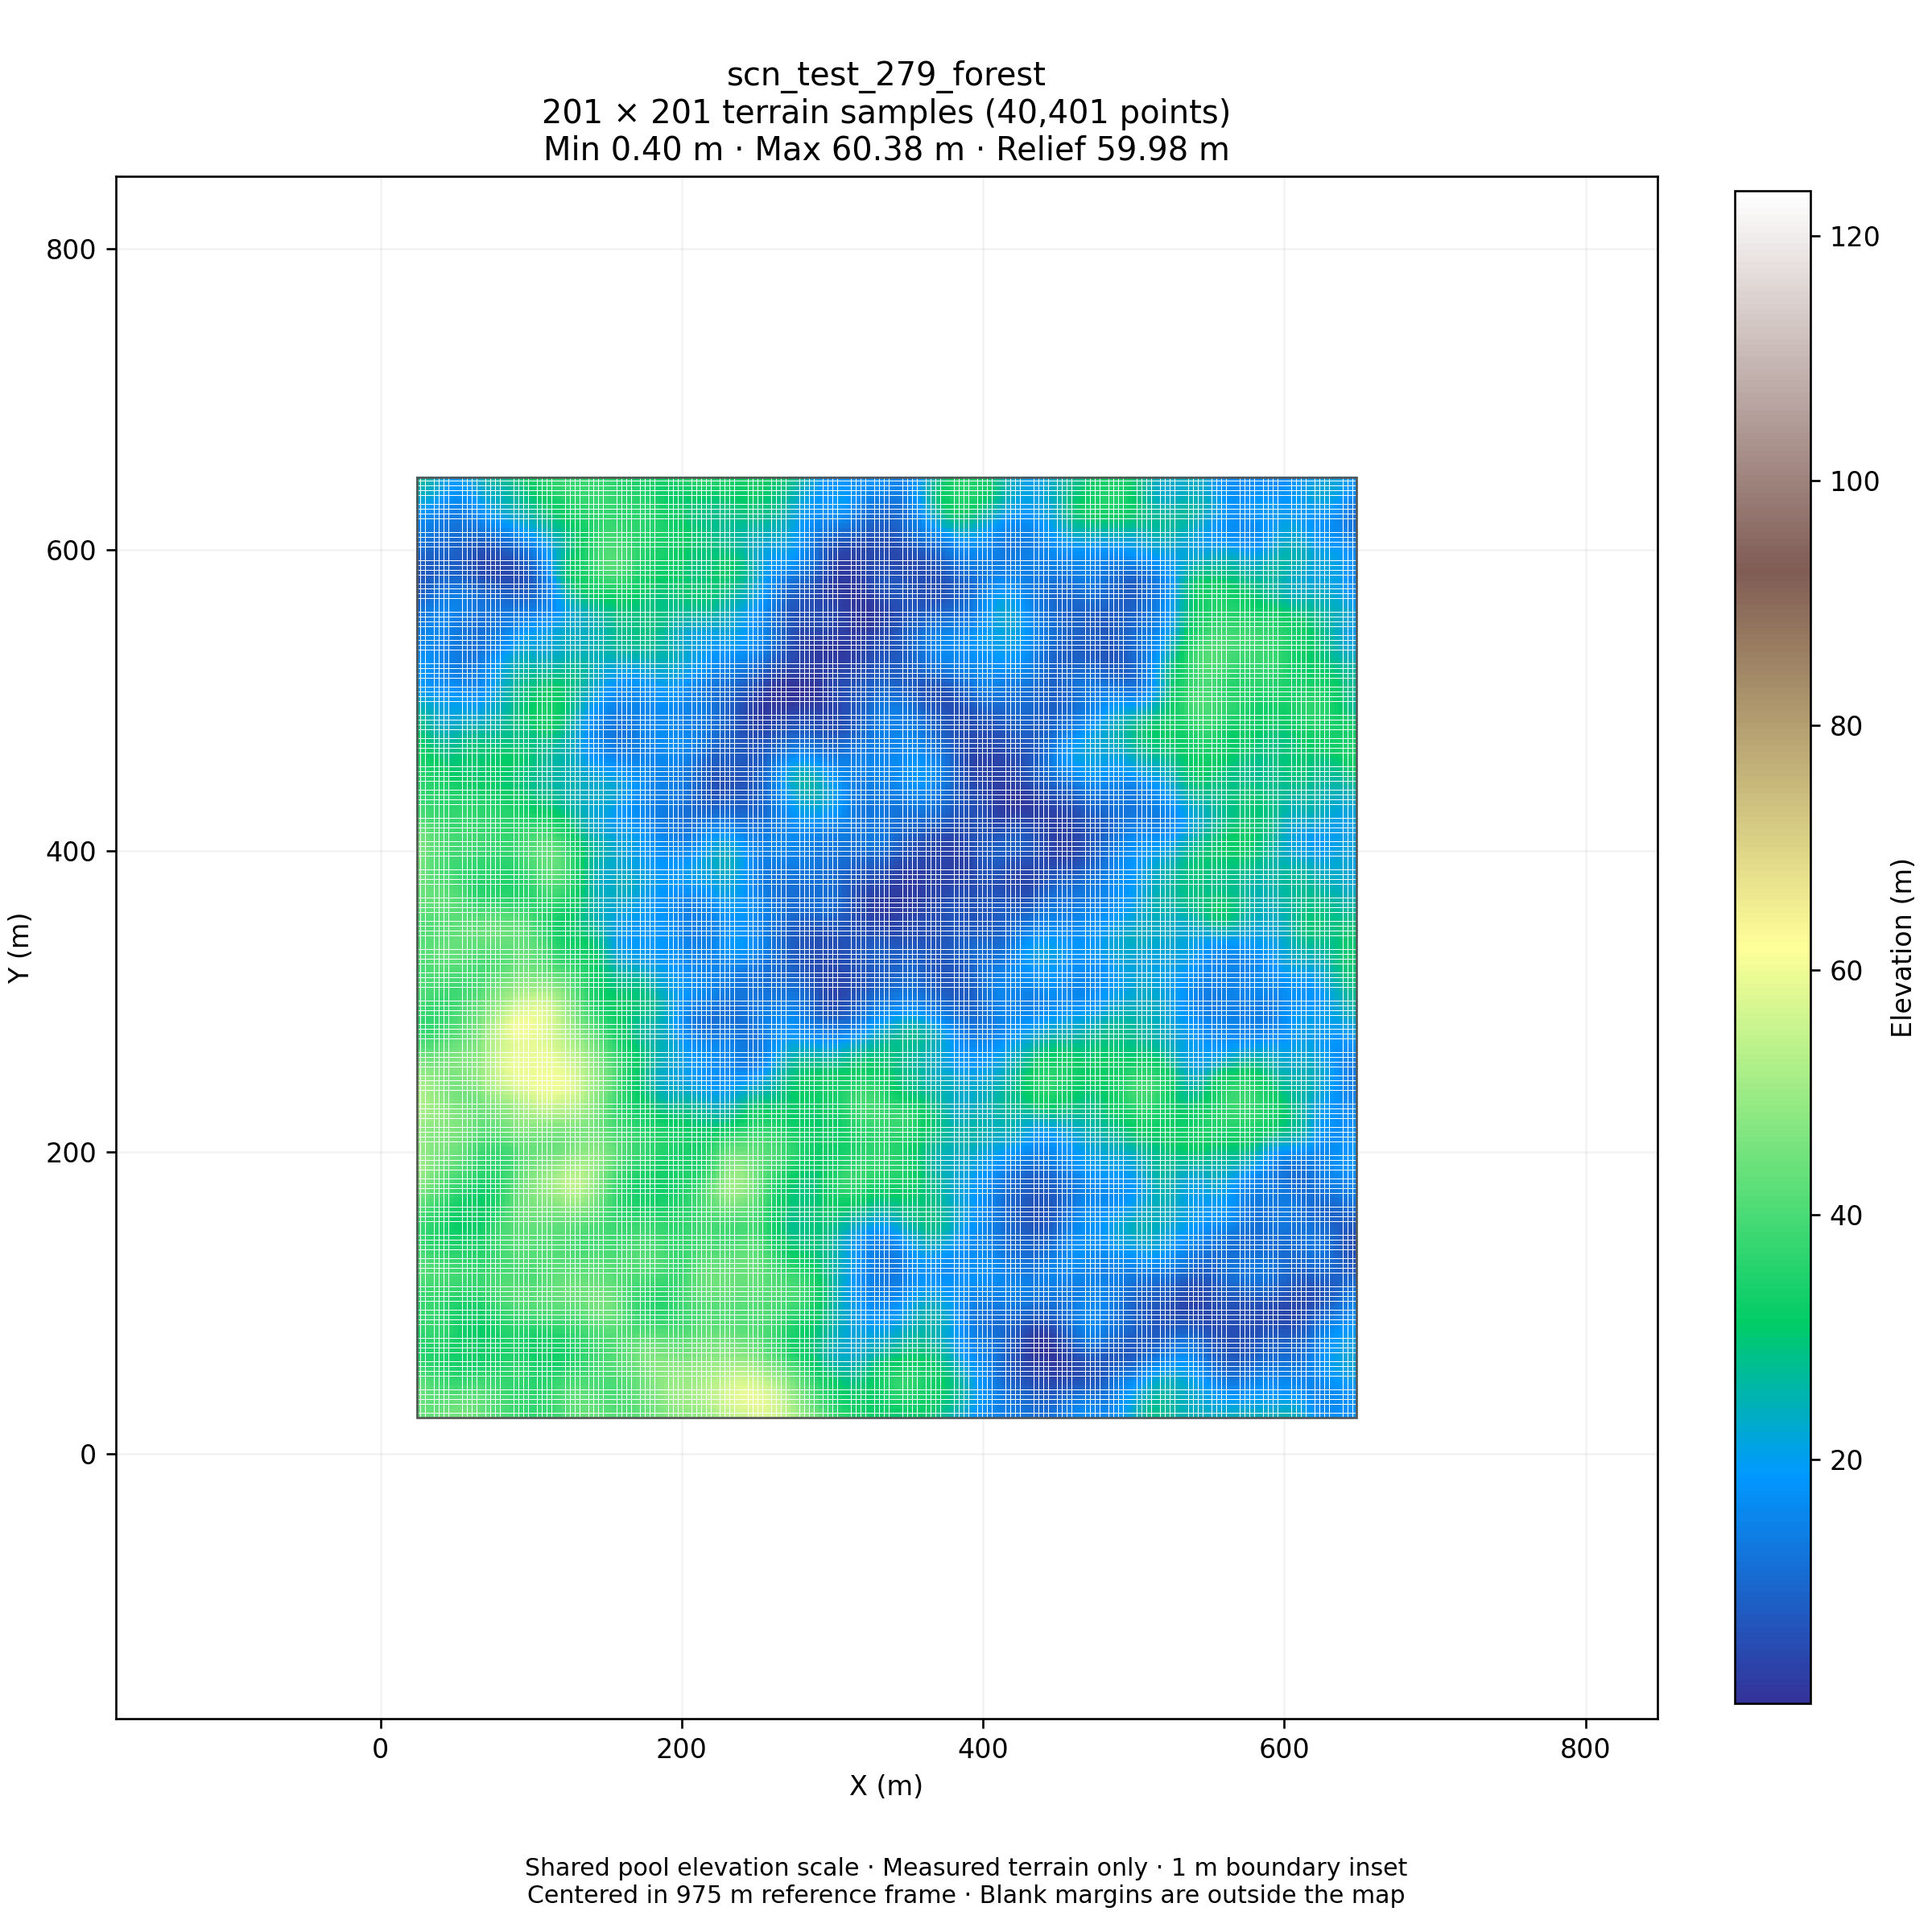 scn_test_279_forest
201 × 201 terrain samples (40,401 points)
Min 0.40 m · Max 60.38 m · Relief 59.98 m
800
600
400
200
0
Y (m)
0
200
400
600
800
X (m)
120
100
80
60
40
20
Elevation (m)
Shared pool elevation scale · Measured terrain only · 1 m boundary inset
Centered in 975 m reference frame · Blank margins are outside the map